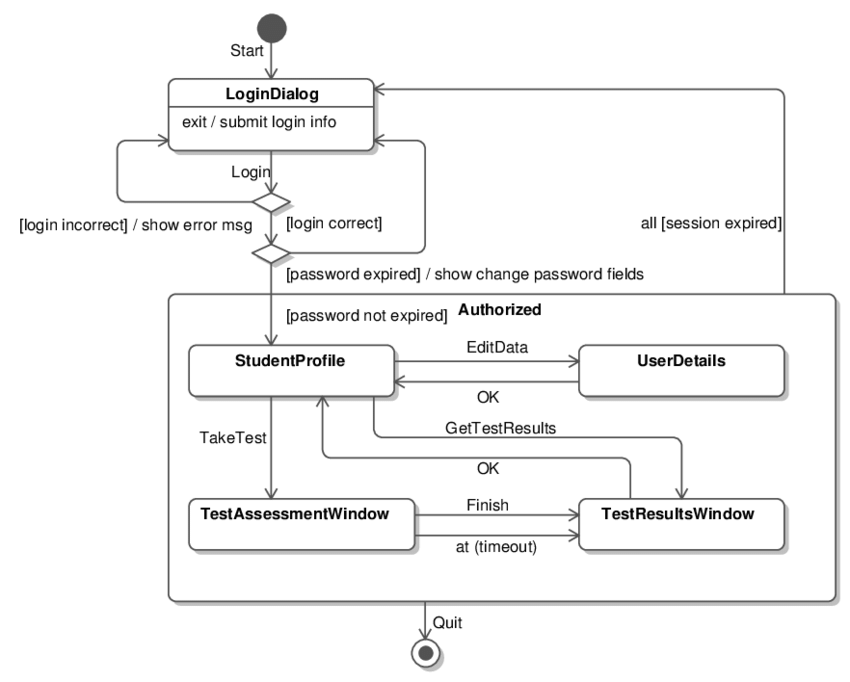 Start
LoginDialog
exit / submit login info
Login
[login incorrect] / show error msg
[login correct]
all [session expired]
[password expired] / show change password fields
[password not expired]
Authorized
StudentProfile
EditData
UserDetails
OK
TakeTest
GetTestResults
OK
TestAssessmentWindow
Finish
TestResultsWindow
at (timeout)
Quit